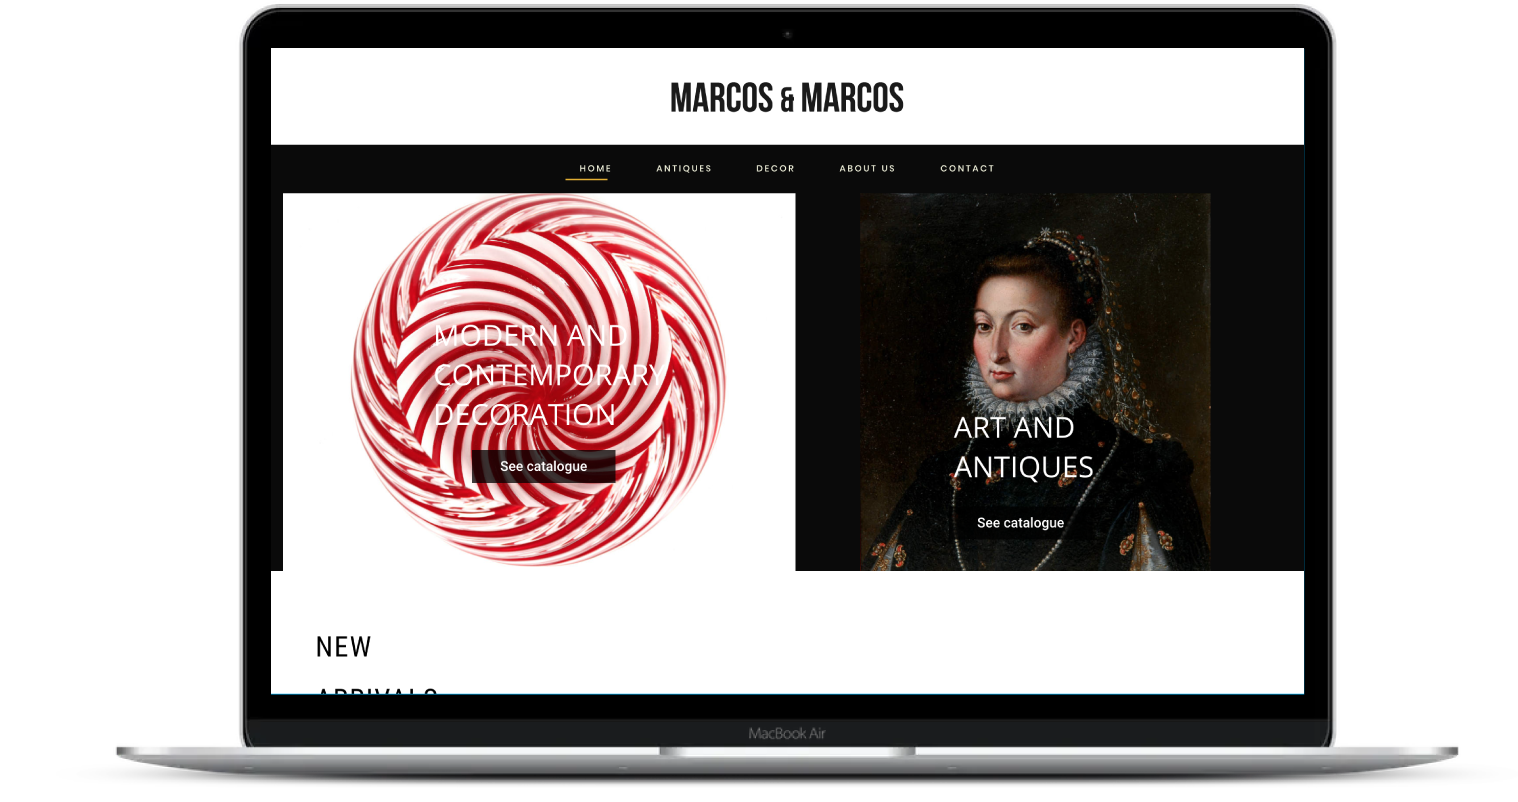 MARCOS & MARCOS
HOME ANTIQUES DECOR ABOUT US CONTACT
MODERN AND
CONTEMPORARY
DECORATION
See catalogue
ART AND
ANTIQUES
See catalogue
NEW
ARRIVALS
MacBook Air